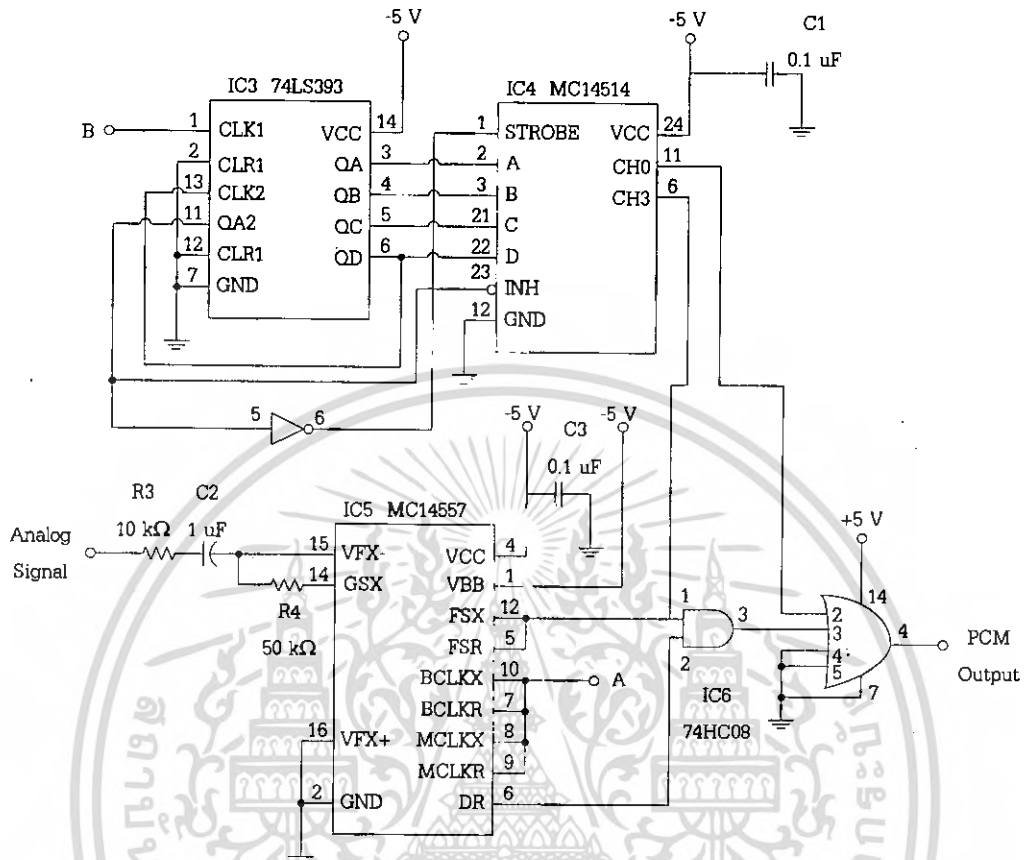 -5 V
-5 V
C1
0.1 uF
IC3 74LS393
IC4 MC14514
B
1 CLK1
VCC 14
2 CLR1
QA 3
13 CLK2
QB 4
11 QA2
QC 5
12 CLR1
QD 6
7 GND
1 STROBE
VCC 24
2 A
CH0 11
3 B
CH3 6
21 C
22 D
23 INH
12 GND
5
6
-5 V
-5 V
C3
0.1 uF
R3
10 kΩ
C2
1 uF
IC5 MC14557
Analog
Signal
15 VFX-
VCC 4
14 GSX
VBB 1
R4
50 kΩ
FSX 12
FSR 5
BCLKX 10
A
BCLKR 7
16 VFX+
MCLKX 8
MCLKR 9
2 GND
DR 6
1
2
3
IC6
74HC08
+5 V
14
2
3
4
5
4
7
PCM
Output